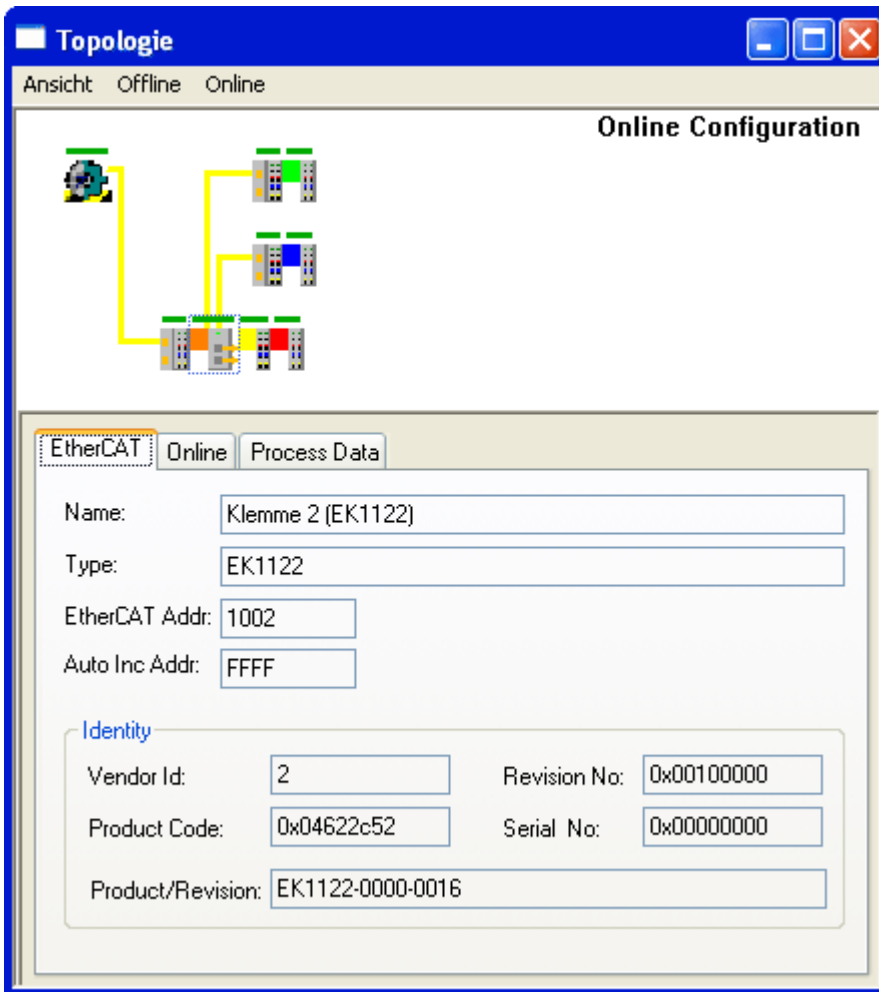 Topologie
Ansicht Offline Online
Online Configuration
EtherCAT Online Process Data
Name: Klemme 2 (EK1122)
Type: EK1122
EtherCAT Addr: 1002
Auto Inc Addr: FFFF
Identity
Vendor Id: 2 Revision No: 0x00100000
Product Code: 0x04622c52 Serial No: 0x00000000
Product/Revision: EK1122-0000-0016